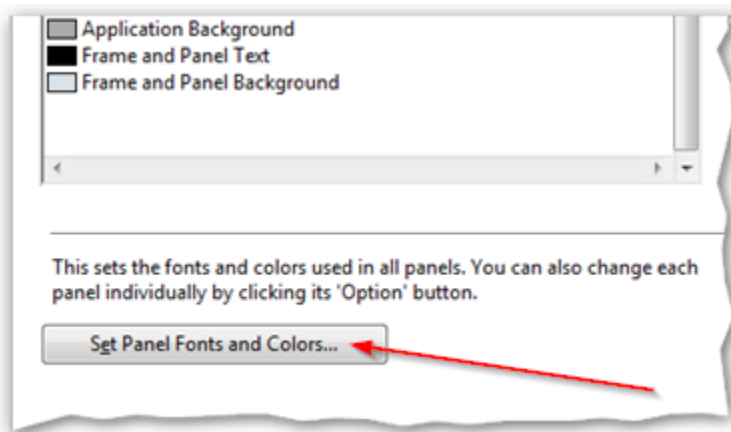 Application Background
Frame and Panel Text
Frame and Panel Background
This sets the fonts and colors used in all panels. You can also change each
panel individually by clicking its 'Option' button.
Set Panel Fonts and Colors...